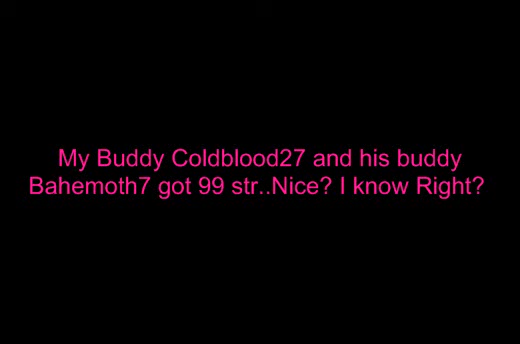 My Buddy Coldblood27 and his buddy
Bahemoth7 got 99 str..Nice? I know Right?